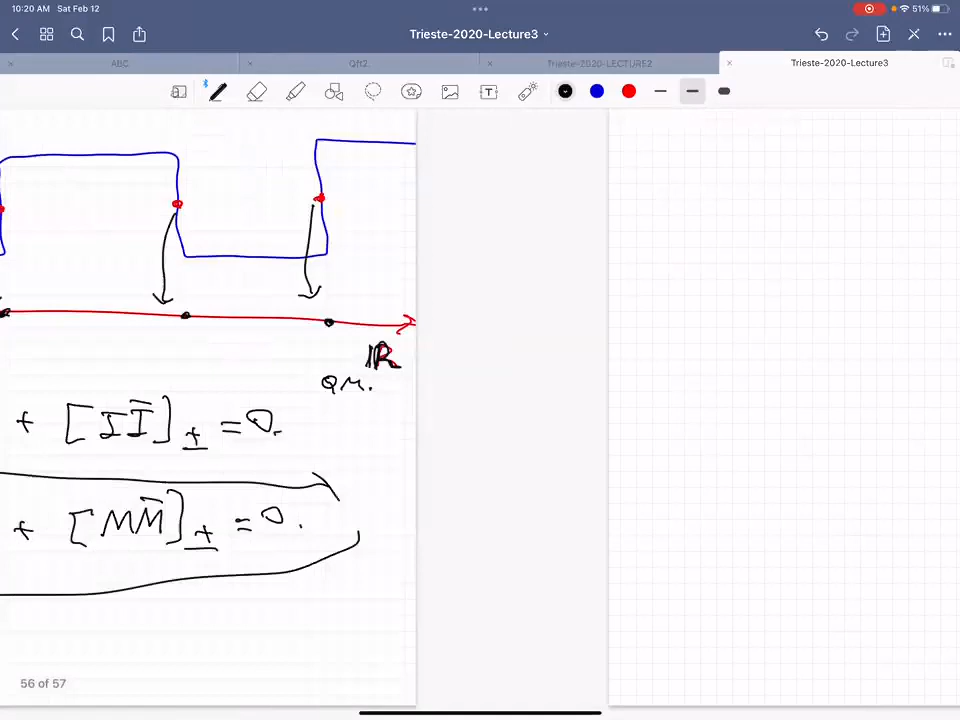 10:20 AM Sat Feb 12
51%
Trieste-2020-Lecture3
ABC
Qft2
Trieste-2020-LECTURE2
Trieste-2020-Lecture3
T
IR
QM.
+ [I Ī]± = 0.
+ [M M̄]± = 0.
56 of 57